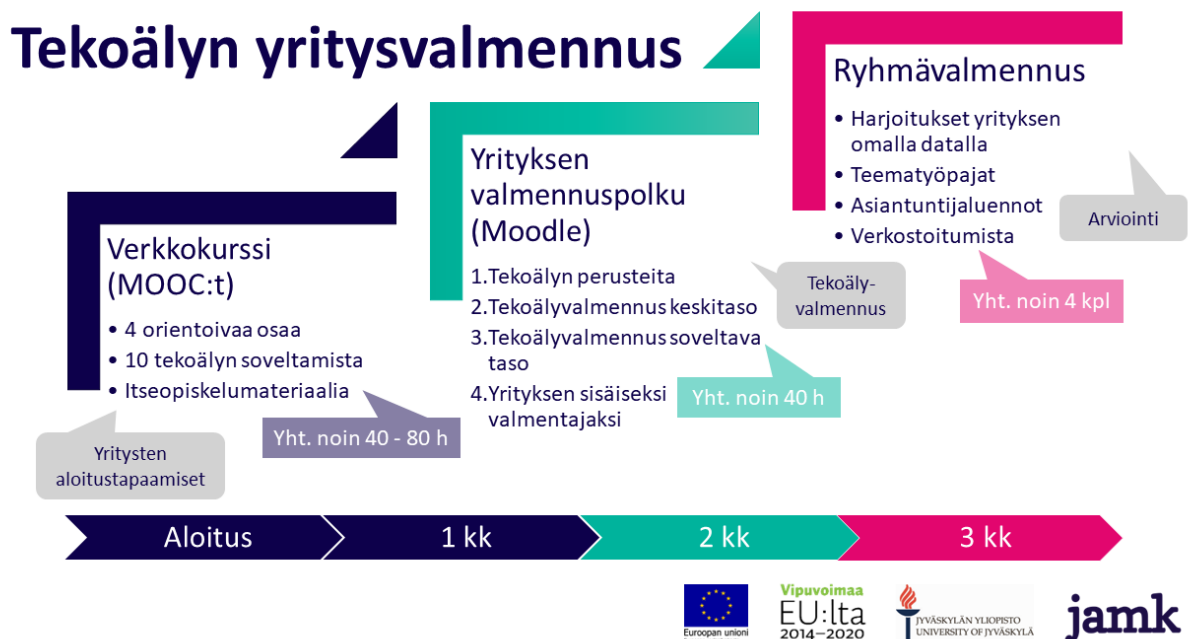 Tekoälyn yritysvalmennus
Verkkokurssi
(MOOC:t)
• 4 orientoivaa osaa
• 10 tekoälyn soveltamista
• Itseopiskelumateriaalia
Yritysten
aloitustapaamiset
Yht. noin 40 - 80 h
Yrityksen
valmennuspolku
(Moodle)
1.Tekoälyn perusteita
2.Tekoälyvalmennus keskitaso
3.Tekoälyvalmennus soveltava
taso
4.Yrityksen sisäiseksi
valmentajaksi
Tekoäly-
valmennus
Yht. noin 40 h
Ryhmävalmennus
• Harjoitukset yrityksen
omalla datalla
• Teematyöpajat
• Asiantuntijaluennot
• Verkostoitumista
Arviointi
Yht. noin 4 kpl
Aloitus
1 kk
2 kk
3 kk
Euroopan unioni
Vipuvoimaa
EU:lta
2014–2020
JYVÄSKYLÄN YLIOPISTO
UNIVERSITY OF JYVÄSKYLÄ
jamk